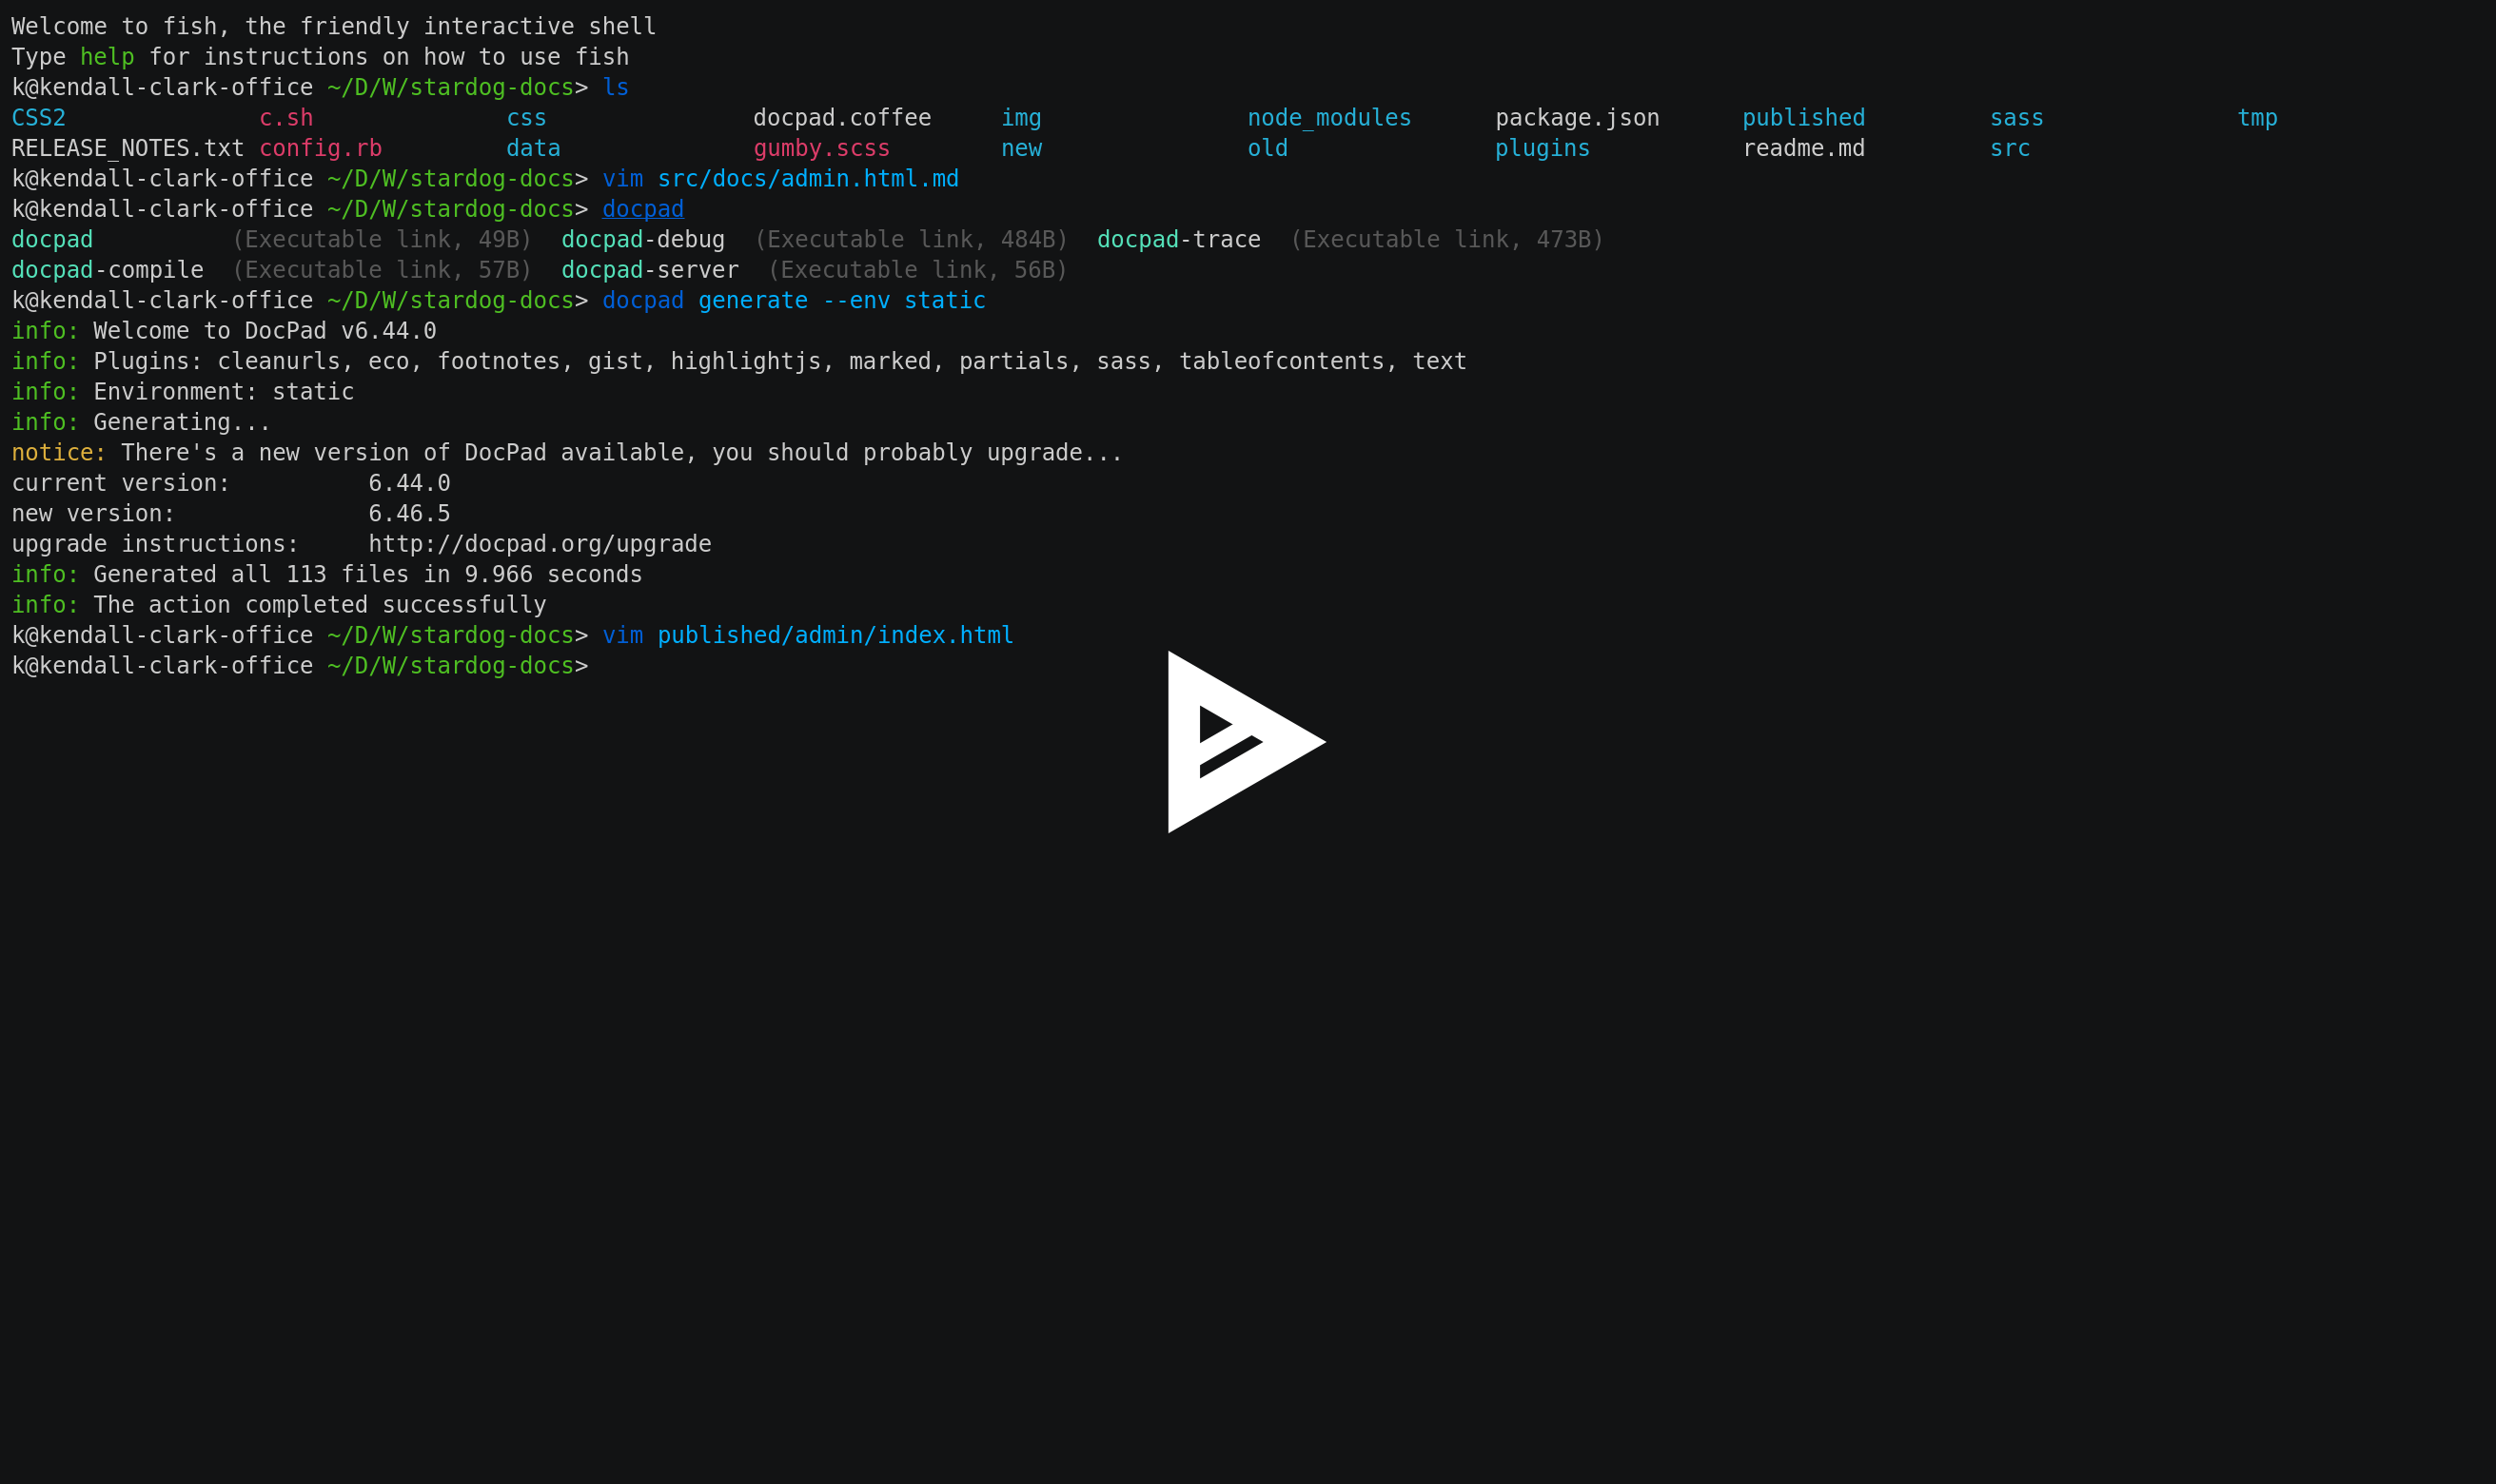 Welcome to fish, the friendly interactive shell
Type help for instructions on how to use fish
k@kendall-clark-office ~/D/W/stardog-docs> ls
CSS2 c.sh css docpad.coffee img node_modules package.json published sass tmp
RELEASE_NOTES.txt config.rb data gumby.scss new old plugins readme.md src
k@kendall-clark-office ~/D/W/stardog-docs> vim src/docs/admin.html.md
k@kendall-clark-office ~/D/W/stardog-docs> docpad
docpad (Executable link, 49B) docpad-debug (Executable link, 484B) docpad-trace (Executable link, 473B)
docpad-compile (Executable link, 57B) docpad-server (Executable link, 56B)
k@kendall-clark-office ~/D/W/stardog-docs> docpad generate --env static
info: Welcome to DocPad v6.44.0
info: Plugins: cleanurls, eco, footnotes, gist, highlightjs, marked, partials, sass, tableofcontents, text
info: Environment: static
info: Generating...
notice: There's a new version of DocPad available, you should probably upgrade...
current version: 6.44.0
new version: 6.46.5
upgrade instructions: http://docpad.org/upgrade
info: Generated all 113 files in 9.966 seconds
info: The action completed successfully
k@kendall-clark-office ~/D/W/stardog-docs> vim published/admin/index.html
k@kendall-clark-office ~/D/W/stardog-docs>